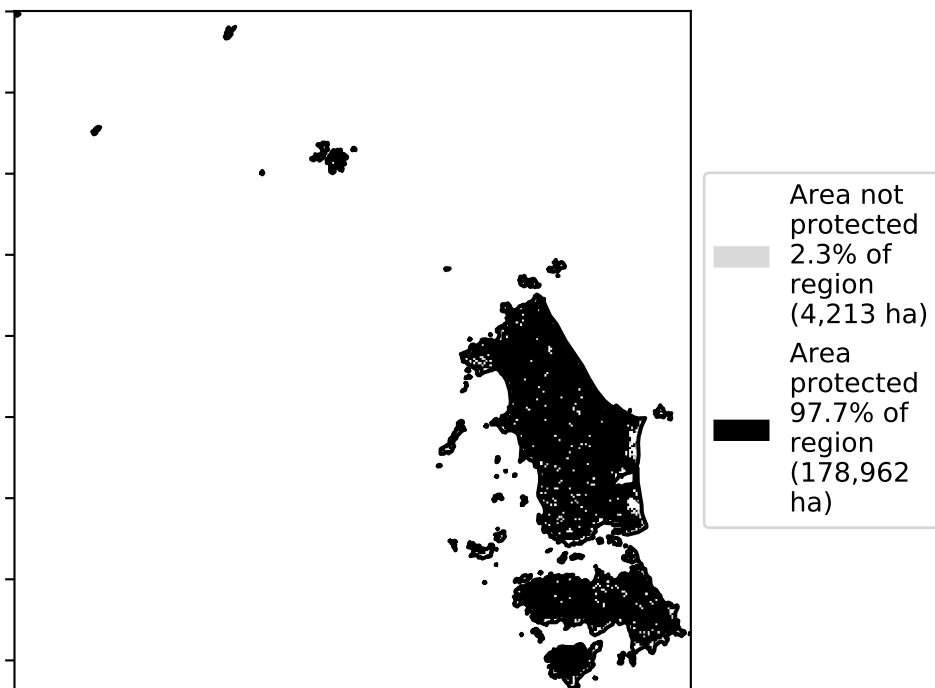 Area not
protected
2.3% of
region
(4,213 ha)
Area
protected
97.7% of
region
(178,962
ha)